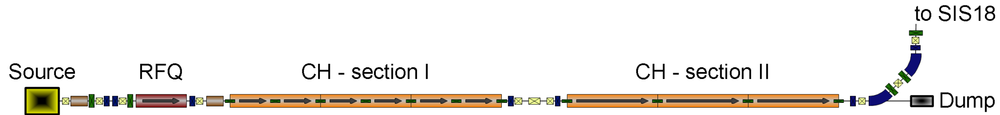 to SIS18
Source
RFQ
CH - section I
CH - section II
Dump